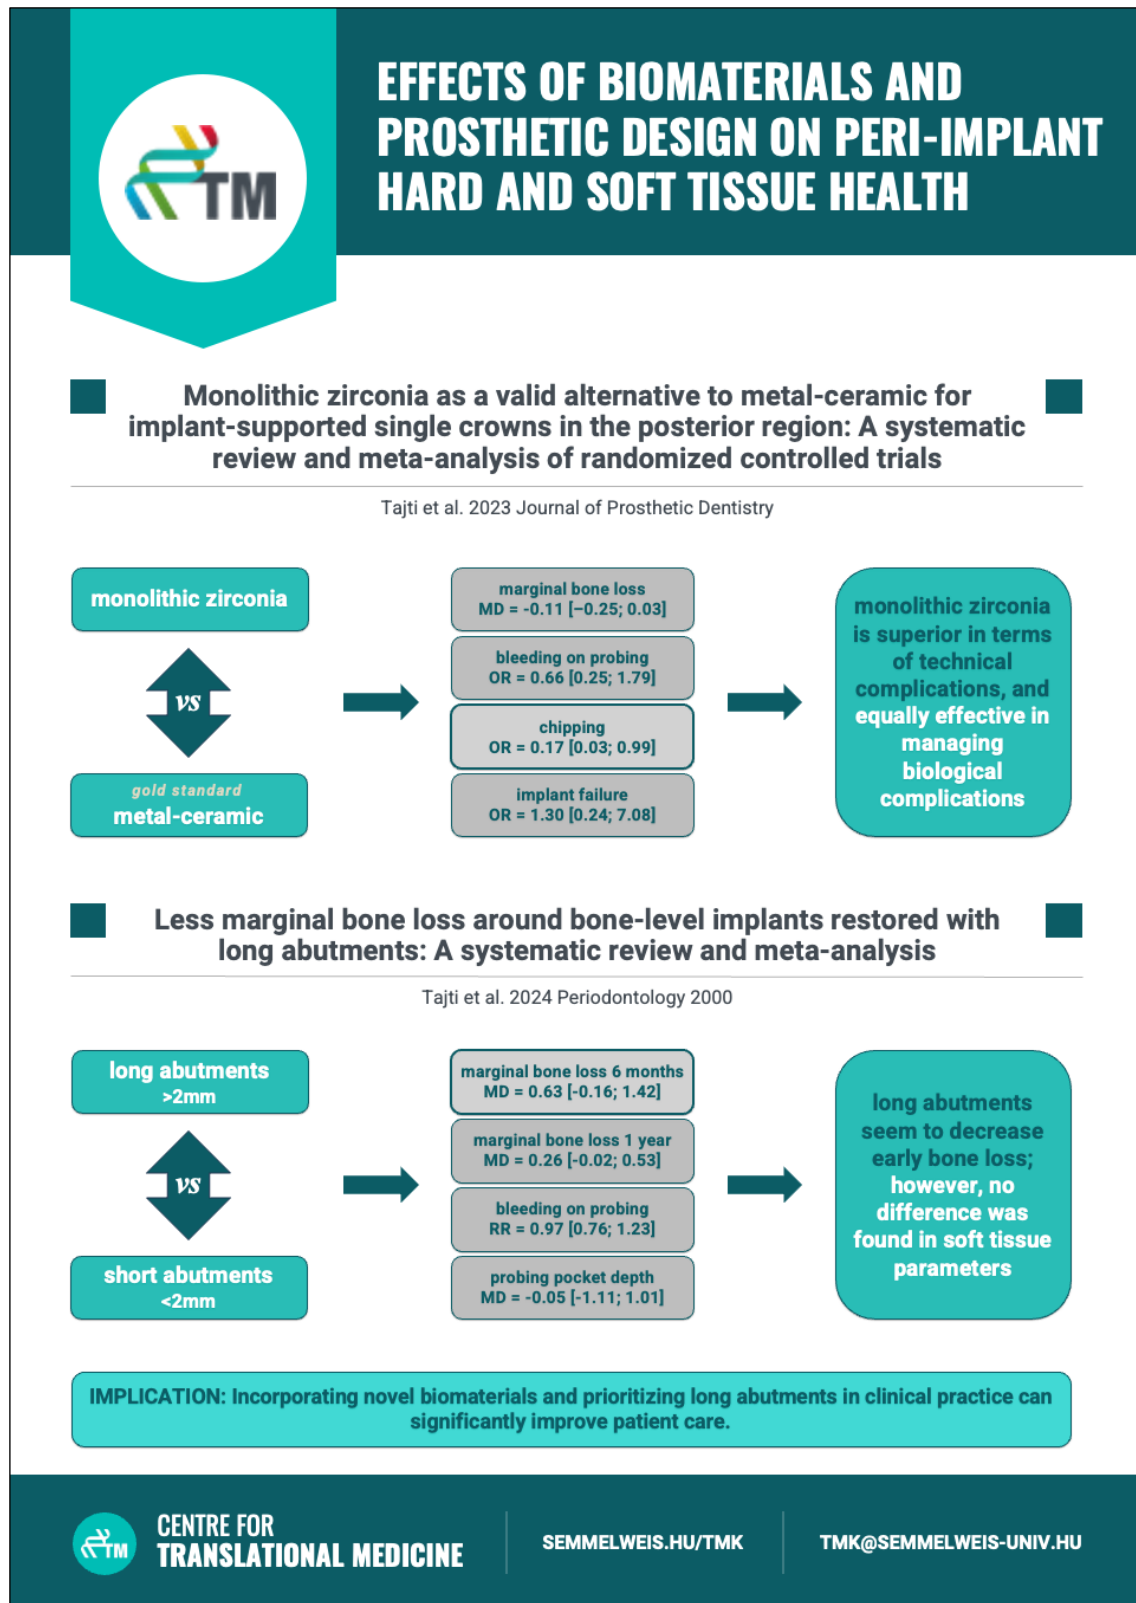 TM
EFFECTS OF BIOMATERIALS AND
PROSTHETIC DESIGN ON PERI-IMPLANT
HARD AND SOFT TISSUE HEALTH
Monolithic zirconia as a valid alternative to metal-ceramic for
implant-supported single crowns in the posterior region: A systematic
review and meta-analysis of randomized controlled trials
Tajti et al. 2023 Journal of Prosthetic Dentistry
monolithic zirconia
vs
gold standard
metal-ceramic
marginal bone loss
MD = -0.11 [–0.25; 0.03]
bleeding on probing
OR = 0.66 [0.25; 1.79]
chipping
OR = 0.17 [0.03; 0.99]
implant failure
OR = 1.30 [0.24; 7.08]
monolithic zirconia
is superior in terms
of technical
complications, and
equally effective in
managing
biological
complications
Less marginal bone loss around bone-level implants restored with
long abutments: A systematic review and meta-analysis
Tajti et al. 2024 Periodontology 2000
long abutments
>2mm
vs
short abutments
<2mm
marginal bone loss 6 months
MD = 0.63 [-0.16; 1.42]
marginal bone loss 1 year
MD = 0.26 [-0.02; 0.53]
bleeding on probing
RR = 0.97 [0.76; 1.23]
probing pocket depth
MD = -0.05 [-1.11; 1.01]
long abutments
seem to decrease
early bone loss;
however, no
difference was
found in soft tissue
parameters
IMPLICATION: Incorporating novel biomaterials and prioritizing long abutments in clinical practice can
significantly improve patient care.
TM
CENTRE FOR
TRANSLATIONAL MEDICINE
SEMMELWEIS.HU/TMK
TMK@SEMMELWEIS-UNIV.HU